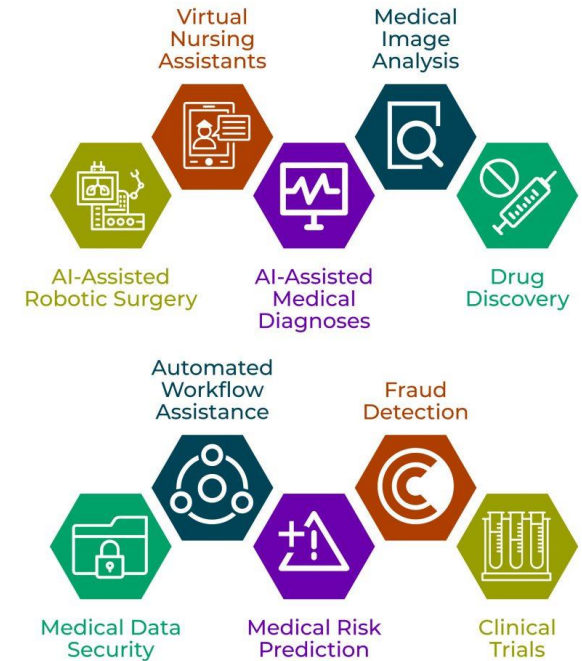 Virtual
Nursing
Assistants
Medical
Image
Analysis
AI-Assisted
Robotic Surgery
AI-Assisted
Medical
Diagnoses
Drug
Discovery
Automated
Workflow
Assistance
Fraud
Detection
Medical Data
Security
Medical Risk
Prediction
Clinical
Trials